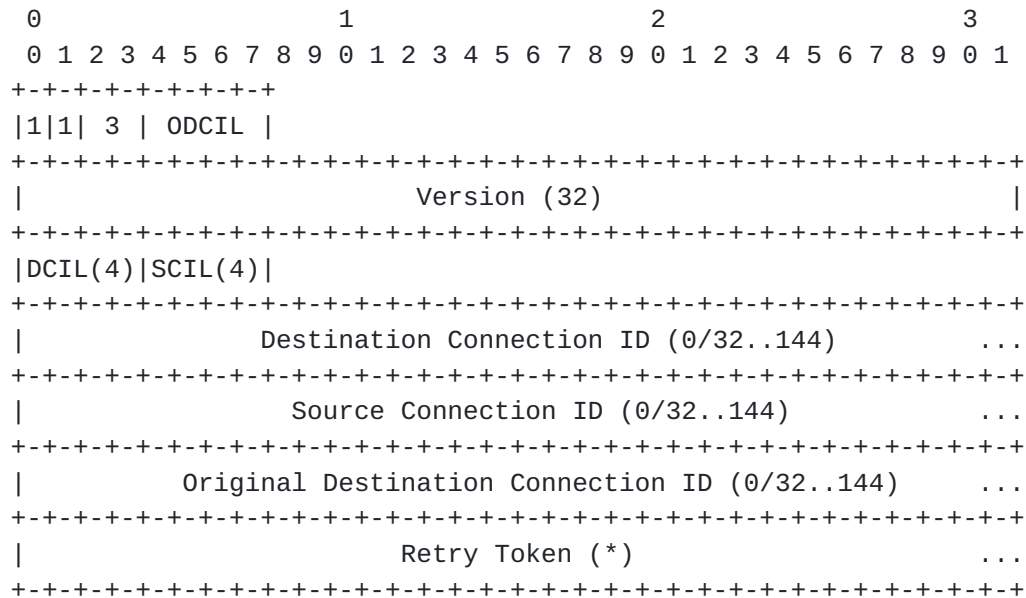 0                   1                   2                   3
 0 1 2 3 4 5 6 7 8 9 0 1 2 3 4 5 6 7 8 9 0 1 2 3 4 5 6 7 8 9 0 1
+-+-+-+-+-+-+-+-+
|1|1| 3 | ODCIL |
+-+-+-+-+-+-+-+-+-+-+-+-+-+-+-+-+-+-+-+-+-+-+-+-+-+-+-+-+-+-+-+-+
|                         Version (32)                          |
+-+-+-+-+-+-+-+-+-+-+-+-+-+-+-+-+-+-+-+-+-+-+-+-+-+-+-+-+-+-+-+-+
|DCIL(4)|SCIL(4)|
+-+-+-+-+-+-+-+-+-+-+-+-+-+-+-+-+-+-+-+-+-+-+-+-+-+-+-+-+-+-+-+-+
|               Destination Connection ID (0/32..144)         ...
+-+-+-+-+-+-+-+-+-+-+-+-+-+-+-+-+-+-+-+-+-+-+-+-+-+-+-+-+-+-+-+-+
|                 Source Connection ID (0/32..144)            ...
+-+-+-+-+-+-+-+-+-+-+-+-+-+-+-+-+-+-+-+-+-+-+-+-+-+-+-+-+-+-+-+-+
|          Original Destination Connection ID (0/32..144)     ...
+-+-+-+-+-+-+-+-+-+-+-+-+-+-+-+-+-+-+-+-+-+-+-+-+-+-+-+-+-+-+-+-+
|                        Retry Token (*)                      ...
+-+-+-+-+-+-+-+-+-+-+-+-+-+-+-+-+-+-+-+-+-+-+-+-+-+-+-+-+-+-+-+-+